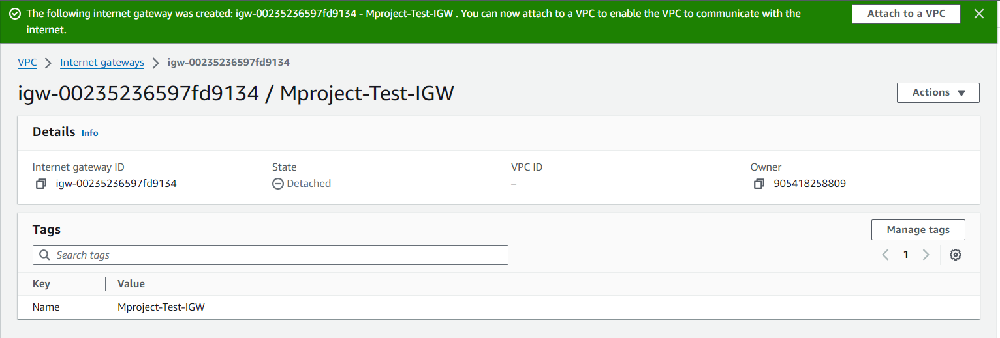 The following internet gateway was created: igw-00235236597fd9134 - Mproject-Test-IGW . You can now attach to a VPC to enable the VPC to communicate with the
internet.
Attach to a VPC
VPC > Internet gateways > igw-00235236597fd9134
igw-00235236597fd9134 / Mproject-Test-IGW
Actions
Details Info
Internet gateway ID
igw-00235236597fd9134
State
Detached
VPC ID
–
Owner
905418258809
Tags
Manage tags
Search tags
1
Key Value
Name Mproject-Test-IGW